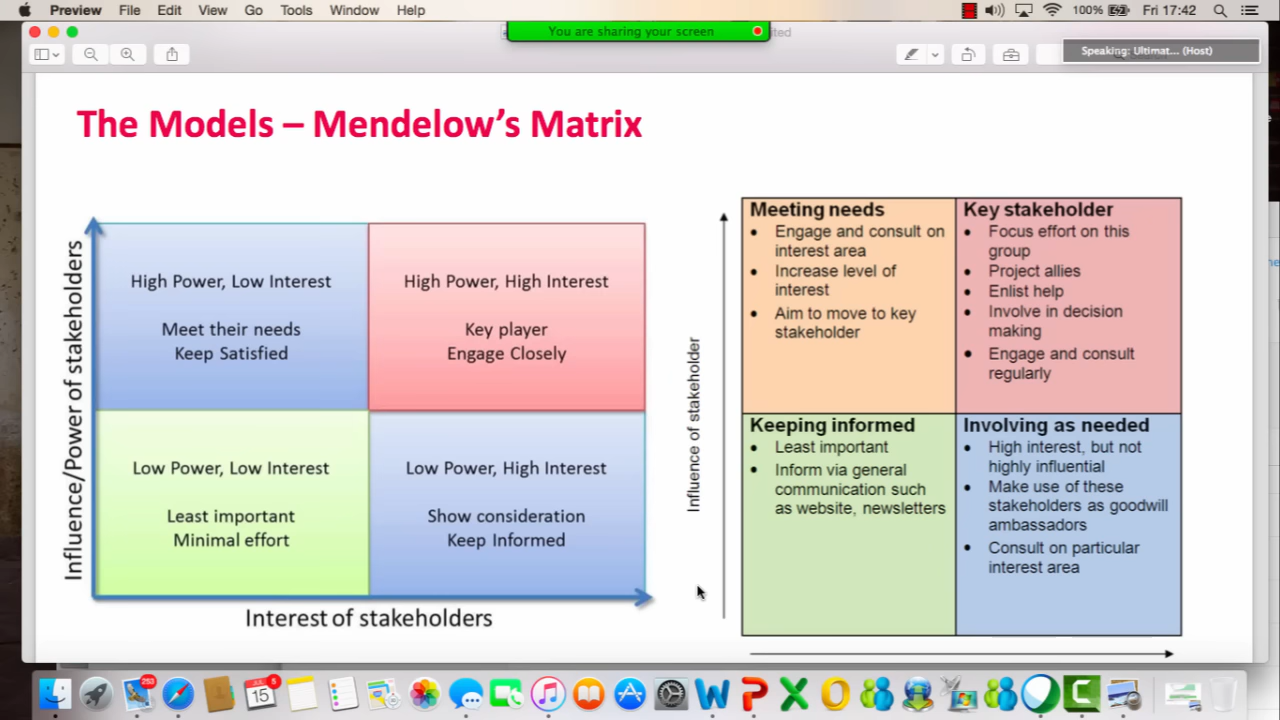 Preview File Edit View Go Tools Window Help 100% Fri 17:42
You are sharing your screen
Speaking: Ultimat... (Host)
The Models – Mendelow's Matrix
Influence/Power of stakeholders
High Power, Low Interest
Meet their needs
Keep Satisfied
High Power, High Interest
Key player
Engage Closely
Low Power, Low Interest
Least important
Minimal effort
Low Power, High Interest
Show consideration
Keep Informed
Interest of stakeholders
Influence of stakeholder
Meeting needs
• Engage and consult on
interest area
• Increase level of
interest
• Aim to move to key
stakeholder
Key stakeholder
• Focus effort on this
group
• Project allies
• Enlist help
• Involve in decision
making
• Engage and consult
regularly
Keeping informed
• Least important
• Inform via general
communication such
as website, newsletters
Involving as needed
• High interest, but not
highly influential
• Make use of these
stakeholders as goodwill
ambassadors
• Consult on particular
interest area
253
15
5